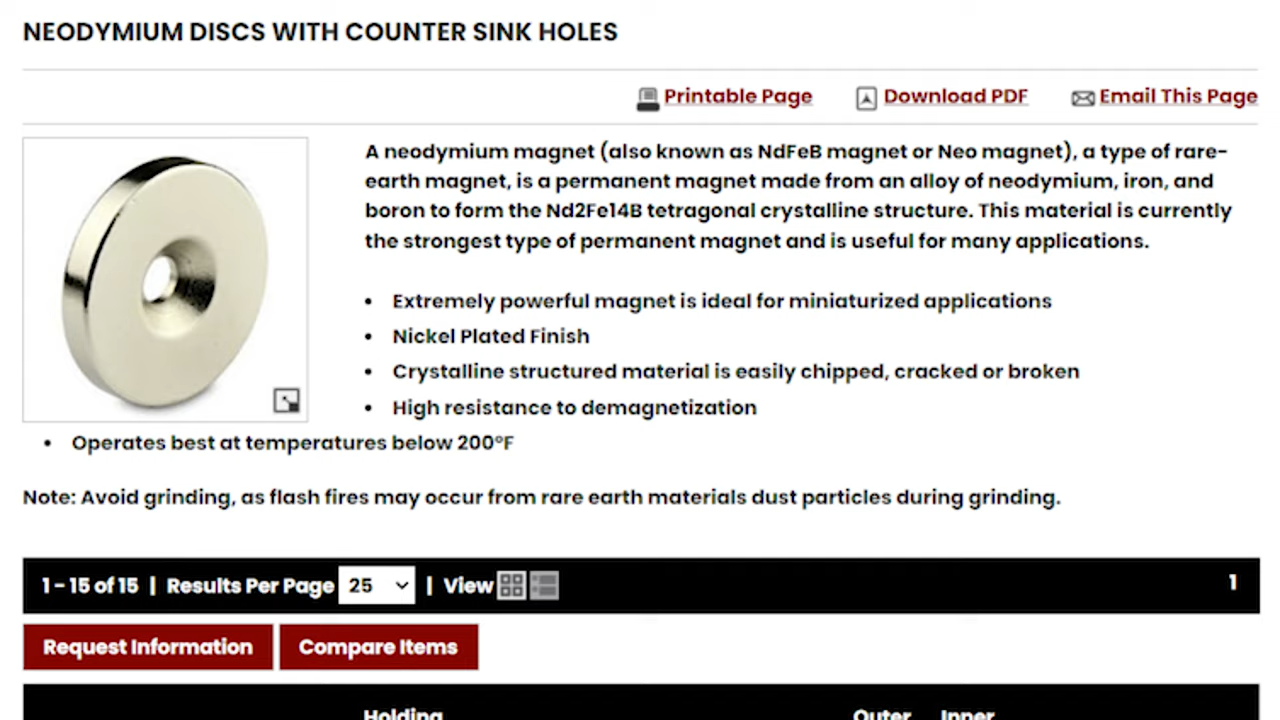 NEODYMIUM DISCS WITH COUNTER SINK HOLES
Printable Page Download PDF Email This Page
A neodymium magnet (also known as NdFeB magnet or Neo magnet), a type of rare-
earth magnet, is a permanent magnet made from an alloy of neodymium, iron, and
boron to form the Nd2Fe14B tetragonal crystalline structure. This material is currently
the strongest type of permanent magnet and is useful for many applications.
• Extremely powerful magnet is ideal for miniaturized applications
• Nickel Plated Finish
• Crystalline structured material is easily chipped, cracked or broken
• High resistance to demagnetization
• Operates best at temperatures below 200°F
Note: Avoid grinding, as flash fires may occur from rare earth materials dust particles during grinding.
1 - 15 of 15 | Results Per Page 25 | View 1
Request Information Compare Items
Holding Outer Inner